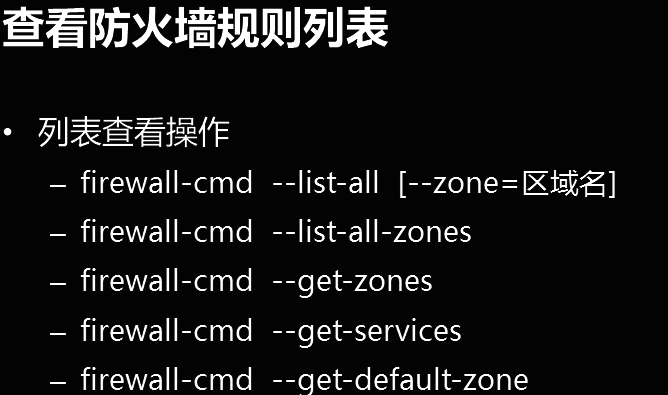 查看防火墙规则列表
• 列表查看操作
– firewall-cmd --list-all [--zone=区域名]
– firewall-cmd --list-all-zones
– firewall-cmd --get-zones
– firewall-cmd --get-services
– firewall-cmd --get-default-zone